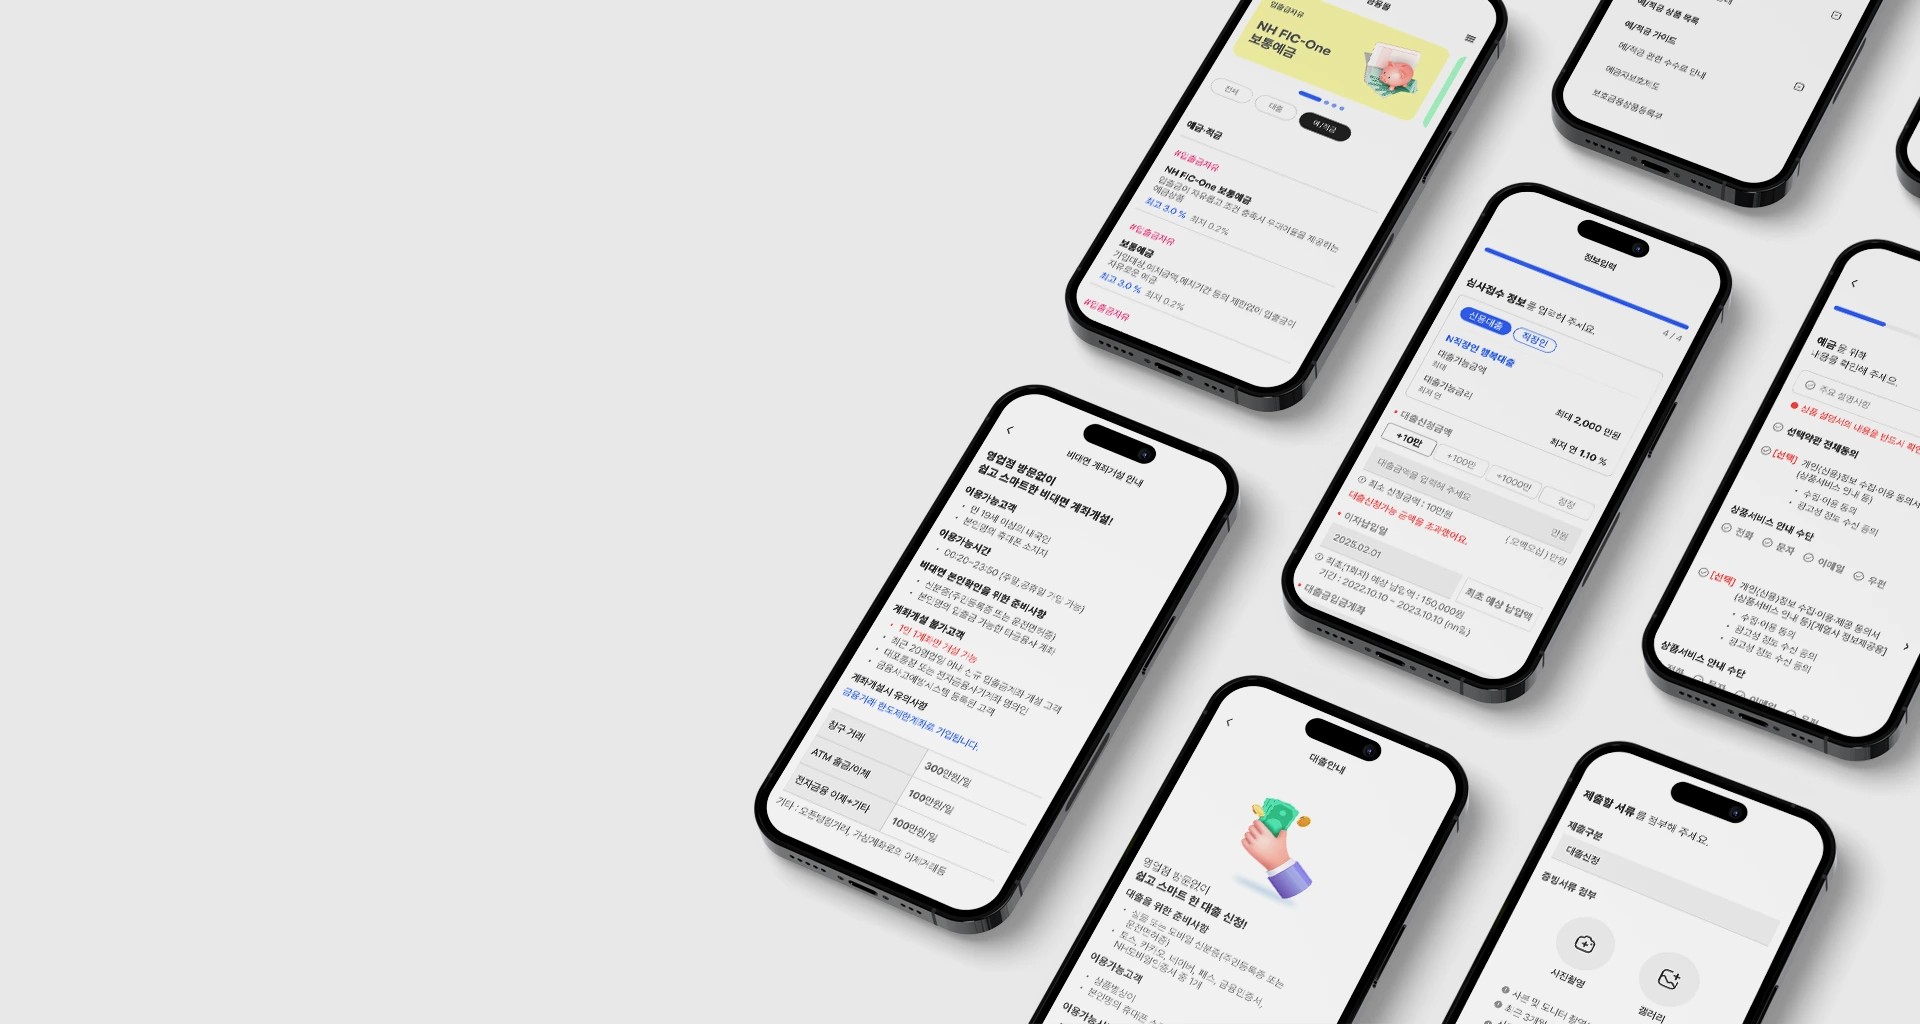 금융몰
입출금자유
NH FIC-One
보통예금
전체
대출
예/적금
예금·적금
#입출금자유
NH FIC-One 보통예금
입출금이 자유롭고 조건 충족시 우대이율을 제공하는
예금상품
최고 3.0 % 최저 0.2%
#입출금자유
보통예금
가입대상,예치금액,예치기간 등의 제한없이 입출금이
자유로운 예금
최고 3.0 % 최저 0.2%
#입출금자유
예/적금 상품 목록
예/적금 가이드
예/적금 관련 수수료 안내
예금자보호제도
보호금융상품등록부
정보입력
4 / 4
심사접수 정보를 입력해 주시요.
신용대출
직장인
N직장인 행복대출
대출가능금액
최대
최대 2,000 만원
대출가능금리
최저 연
최저 연 1.10 %
대출신청금액
+10만
+100만
+1000만
정정
대출금액을 입력해 주세요
만원
최소 신청금액 : 10만원
(오백오십) 만원
대출신청가능 금액을 초과했어요.
이자납입일
2025.02.01
최초 예상 납입액
최초(1회차) 예상 납입액 : 150,000원
기간 : 2022.10.10 ~ 2023.10.10 (nn일)
대출금입금계좌
예금을 위해
내용을 확인해 주세요.
주요 설명사항
상품 설명서의 내용을 반드시
선택약관 전체동의
[선택] 개인(신용)정보 수집·이용 동의서
(상품서비스 안내 등)
수집·이용 동의
광고성 정보 수신 동의
상품서비스 안내 수단
전화 문자 이메일 우편
[선택] 개인(신용)정보 수집·이용·제공 동의서
(상품서비스 안내 등)[계열사 정보제공용]
수집·이용 동의
광고성 정보 수신 동의
광고성 정보 수신 동의
상품서비스 안내 수단
전화 문자 이메일 우편
비대면 계좌개설 안내
영업점 방문없이
쉽고 스마트한 비대면 계좌개설!
이용가능고객
만 19세 이상의 내국인
본인명의 휴대폰 소지자
이용가능시간
00:20~23:50 (주말,공휴일 가입 가능)
비대면 본인확인을 위한 준비사항
신분증(주민등록증 또는 운전면허증)
본인명의 입출금 가능한 타금융사 계좌
계좌개설 불가고객
1인 1계좌만 개설 가능
최근 20영업일 이내 신규 입출금계좌 개설 고객
대포통장 또는 전자금융사기계좌 명의인
금융사고예방시스템 등록된 고객
계좌개설시 유의사항
금융거래 한도제한계좌로 가입됩니다.
창구 거래 300만원/일
ATM 출금/이체 100만원/일
전자금융 이체+기타 100만원/일
기타 : 오픈뱅킹거래, 가상계좌로의 이체거래등
대출안내
영업점 방문없이
쉽고 스마트 한 대출 신청!
대출을 위한 준비사항
실물 또는 모바일 신분증(주민등록증 또는
운전면허증)
토스, 카카오, 네이버, 패스, 금융인증서,
NH모바일인증서 중 1개
이용가능고객
본인명의 휴대폰
제출할 서류를 첨부해 주세요.
제출구분
대출신청
증빙서류 첨부
사진촬영
갤러리
사본 및 모니터
최근 3개월